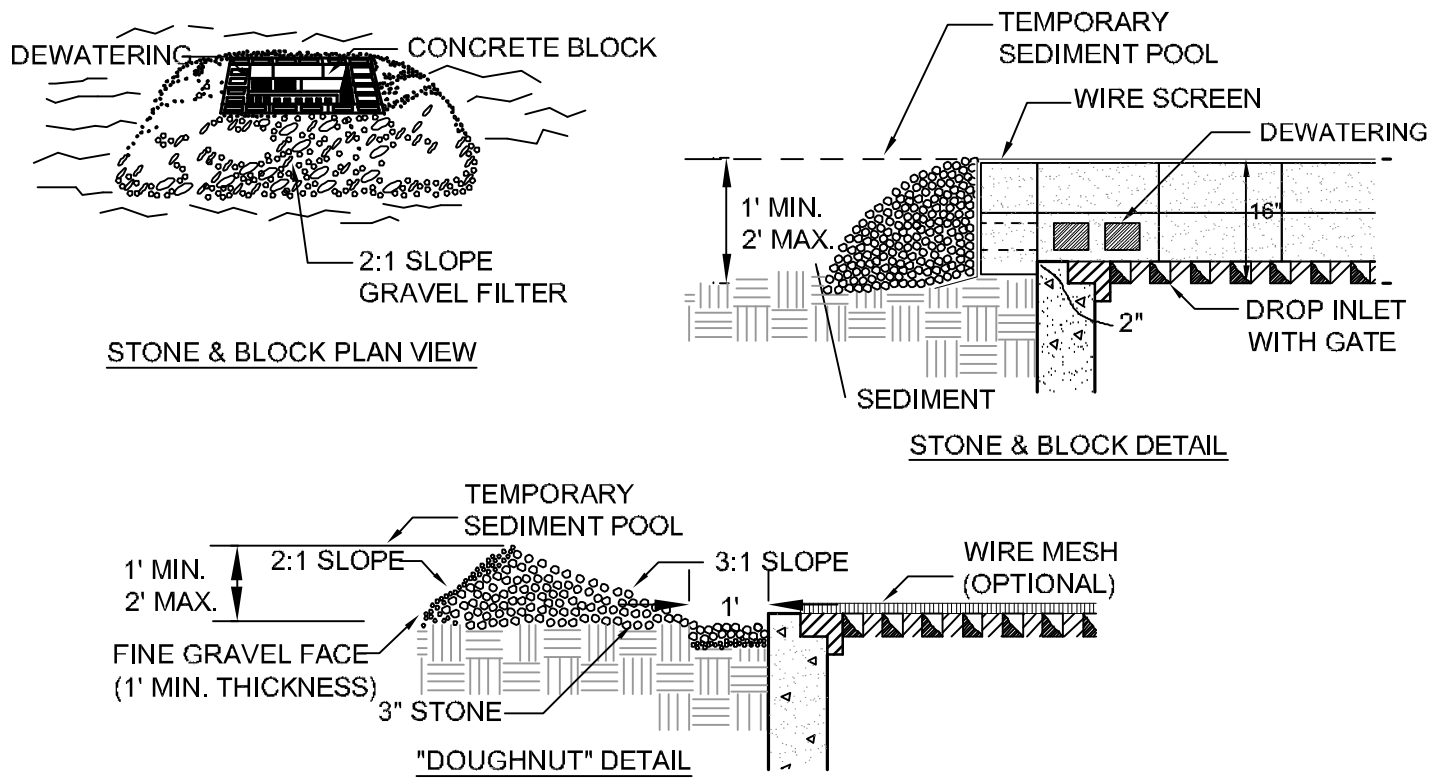 DEWATERING
CONCRETE BLOCK
2:1 SLOPE
GRAVEL FILTER
STONE & BLOCK PLAN VIEW
TEMPORARY
SEDIMENT POOL
WIRE SCREEN
DEWATERING
1' MIN.
2' MAX.
16"
2"
DROP INLET
WITH GATE
SEDIMENT
STONE & BLOCK DETAIL
TEMPORARY
SEDIMENT POOL
1' MIN.
2' MAX.
2:1 SLOPE
3:1 SLOPE
1'
WIRE MESH
(OPTIONAL)
FINE GRAVEL FACE
(1' MIN. THICKNESS)
3" STONE
"DOUGHNUT" DETAIL